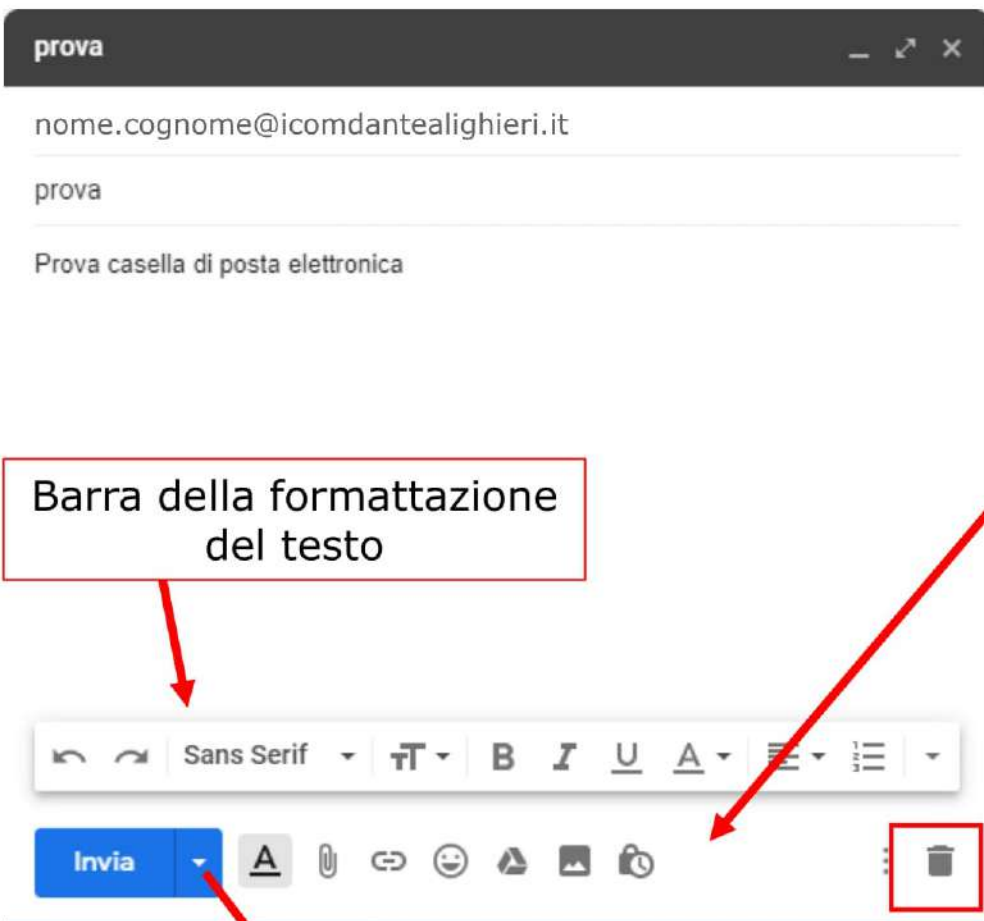 prova
nome.cognome@icomdantealighieri.it
prova
Prova casella di posta elettronica
Barra della formattazione
del testo
Sans Serif
Invia